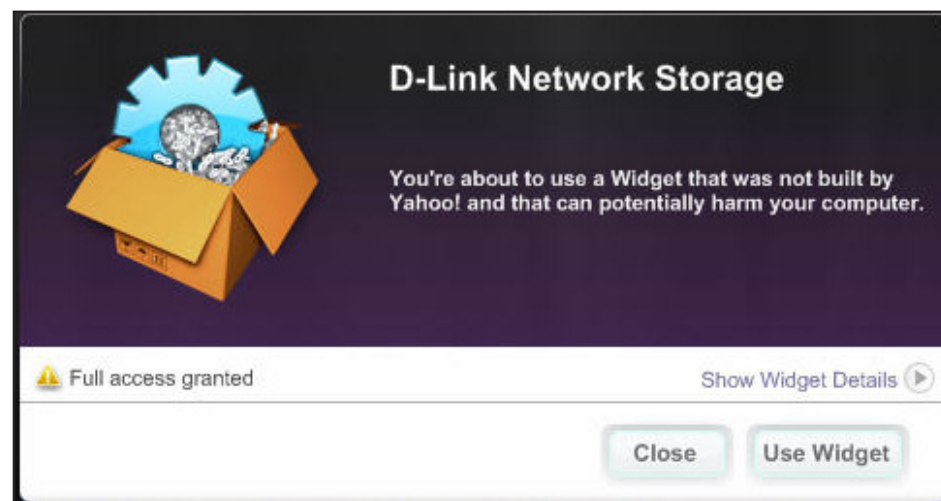 D-Link Network Storage
You're about to use a Widget that was not built by
Yahoo! and that can potentially harm your computer.
Full access granted
Show Widget Details
Close
Use Widget